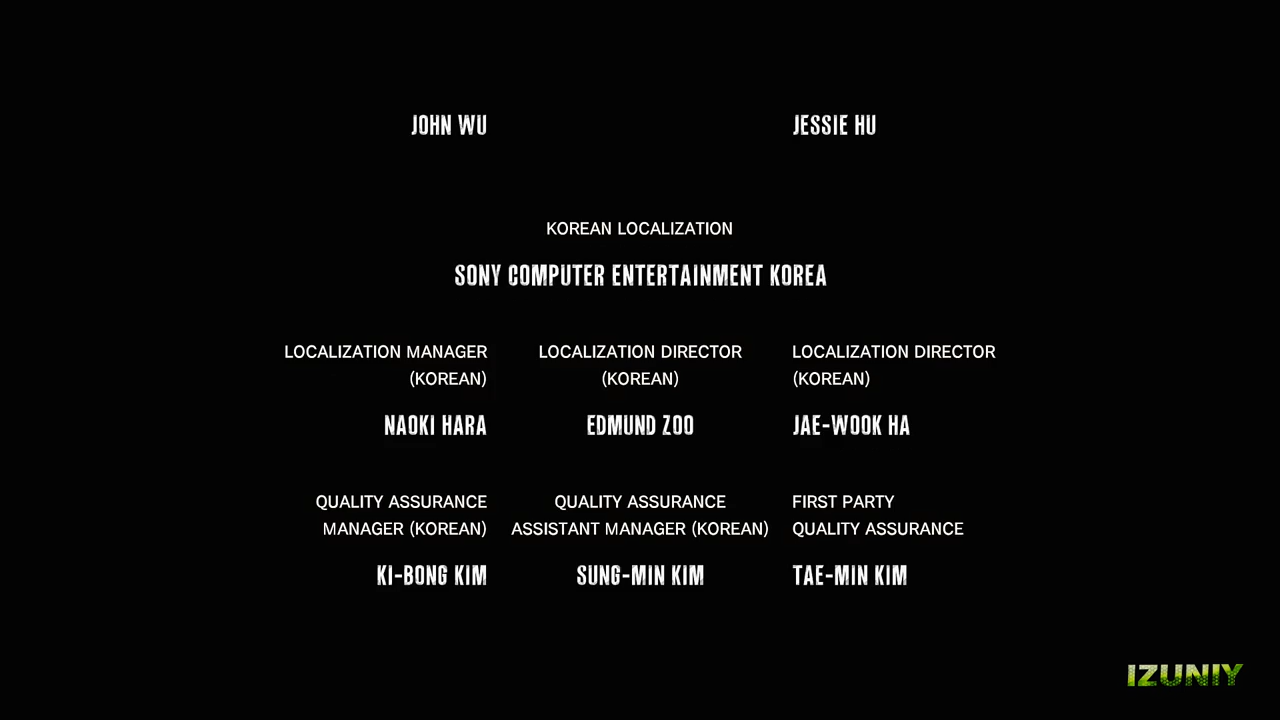 JOHN WU JESSIE HU
KOREAN LOCALIZATION
SONY COMPUTER ENTERTAINMENT KOREA
LOCALIZATION MANAGER
(KOREAN)
NAOKI HARA
LOCALIZATION DIRECTOR
(KOREAN)
EDMUND ZOO
LOCALIZATION DIRECTOR
(KOREAN)
JAE-WOOK HA
QUALITY ASSURANCE
MANAGER (KOREAN)
KI-BONG KIM
QUALITY ASSURANCE
ASSISTANT MANAGER (KOREAN)
SUNG-MIN KIM
FIRST PARTY
QUALITY ASSURANCE
TAE-MIN KIM
IZUNIY